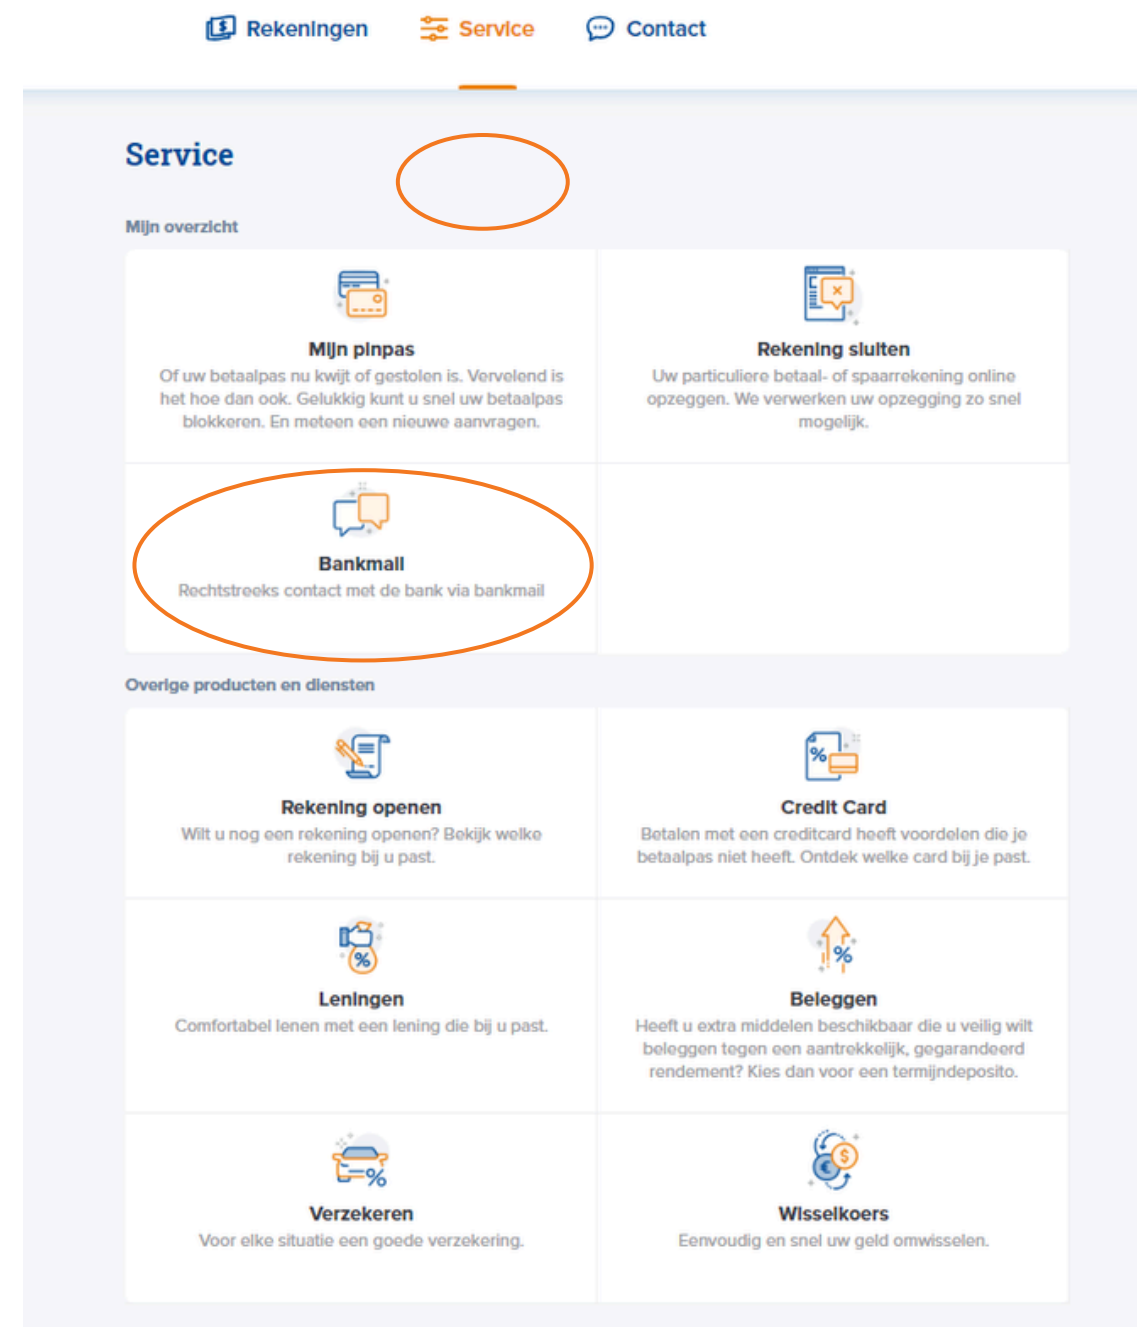 Rekeningen Service Contact
Service
Mijn overzicht
Mijn pinpas
Of uw betaalpas nu kwijt of gestolen is. Vervelend is
het hoe dan ook. Gelukkig kunt u snel uw betaalpas
blokkeren. En meteen een nieuwe aanvragen.
Rekening sluiten
Uw particuliere betaal- of spaarrekening online
opzeggen. We verwerken uw opzegging zo snel
mogelijk.
Bankmail
Rechtstreeks contact met de bank via bankmail
Overige producten en diensten
Rekening openen
Wilt u nog een rekening openen? Bekijk welke
rekening bij u past.
Credit Card
Betalen met een creditcard heeft voordelen die je
betaalpas niet heeft. Ontdek welke card bij je past.
Leningen
Comfortabel lenen met een lening die bij u past.
Beleggen
Heeft u extra middelen beschikbaar die u veilig wilt
beleggen tegen een aantrekkelijk, gegarandeerd
rendement? Kies dan voor een termijndeposito.
Verzekeren
Voor elke situatie een goede verzekering.
Wisselkoers
Eenvoudig en snel uw geld omwisselen.